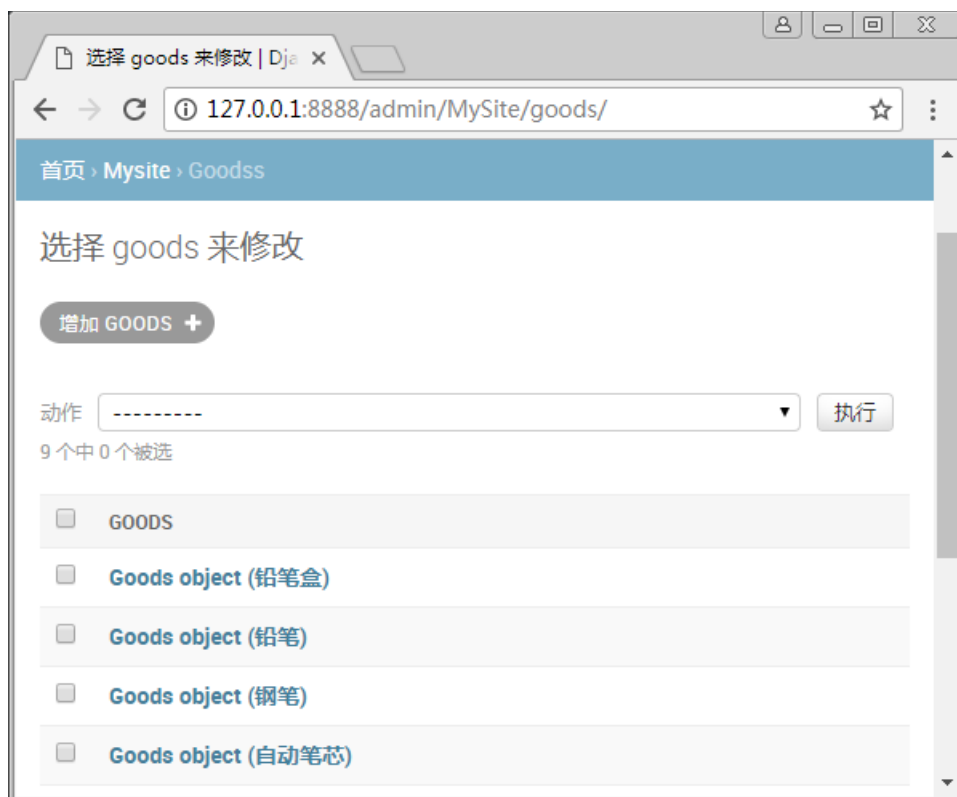 选择 goods 来修改 | Dja
127.0.0.1:8888/admin/MySite/goods/
首页 › Mysite › Goodss
选择 goods 来修改
增加 GOODS
动作 --------- 执行
9 个中 0 个被选
GOODS
Goods object (铅笔盒)
Goods object (铅笔)
Goods object (钢笔)
Goods object (自动笔芯)